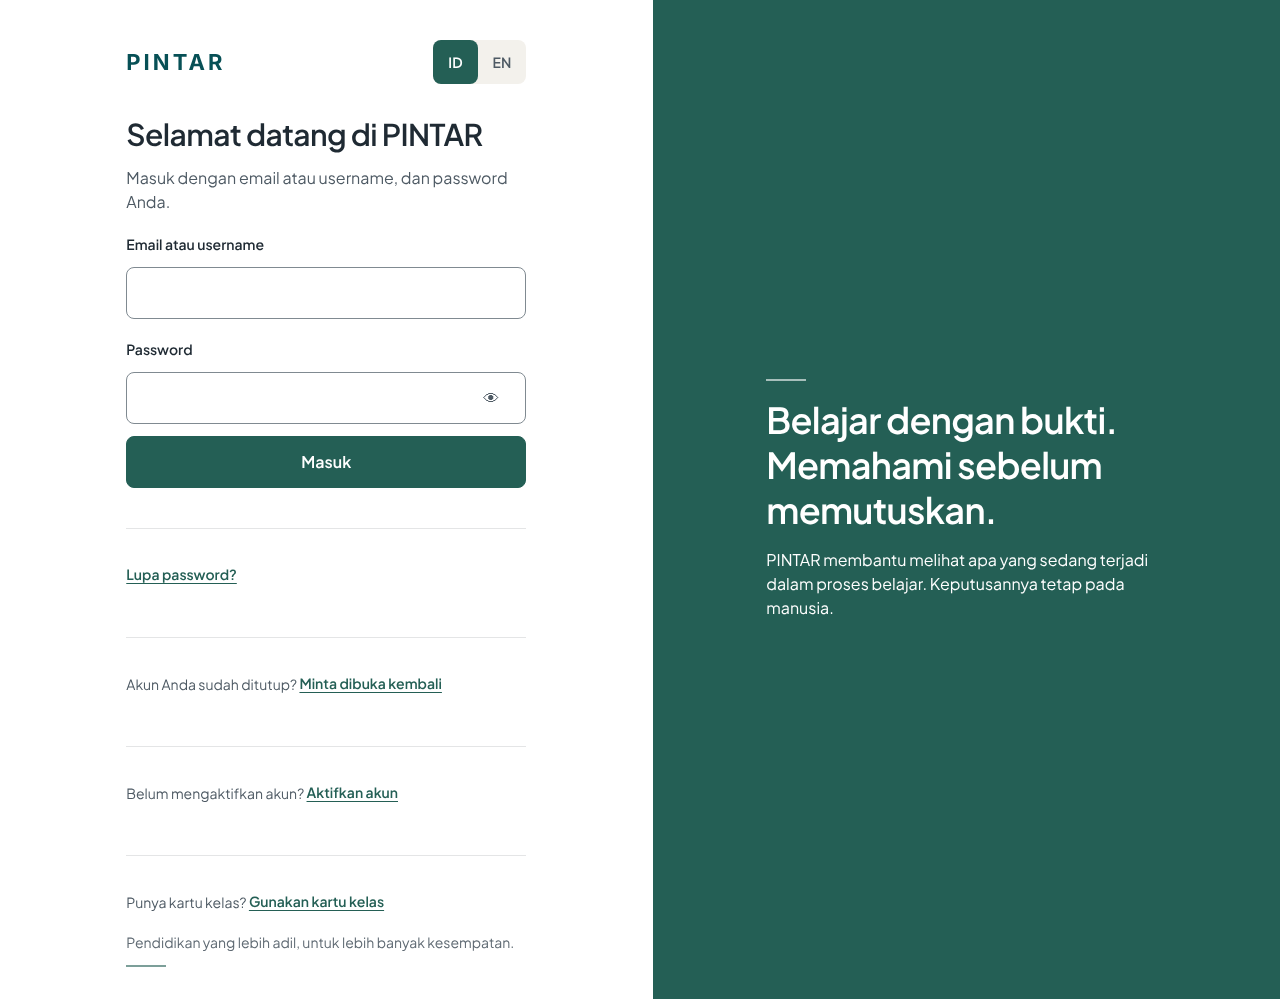 PINTAR
ID
EN
Selamat datang di PINTAR
Masuk dengan email atau username, dan password
Anda.
Email atau username
Password
Masuk
Lupa password?
Akun Anda sudah ditutup? Minta dibuka kembali
Belum mengaktifkan akun? Aktifkan akun
Punya kartu kelas? Gunakan kartu kelas
Pendidikan yang lebih adil, untuk lebih banyak kesempatan.
Belajar dengan bukti.
Memahami sebelum
memutuskan.
PINTAR membantu melihat apa yang sedang terjadi
dalam proses belajar. Keputusannya tetap pada
manusia.